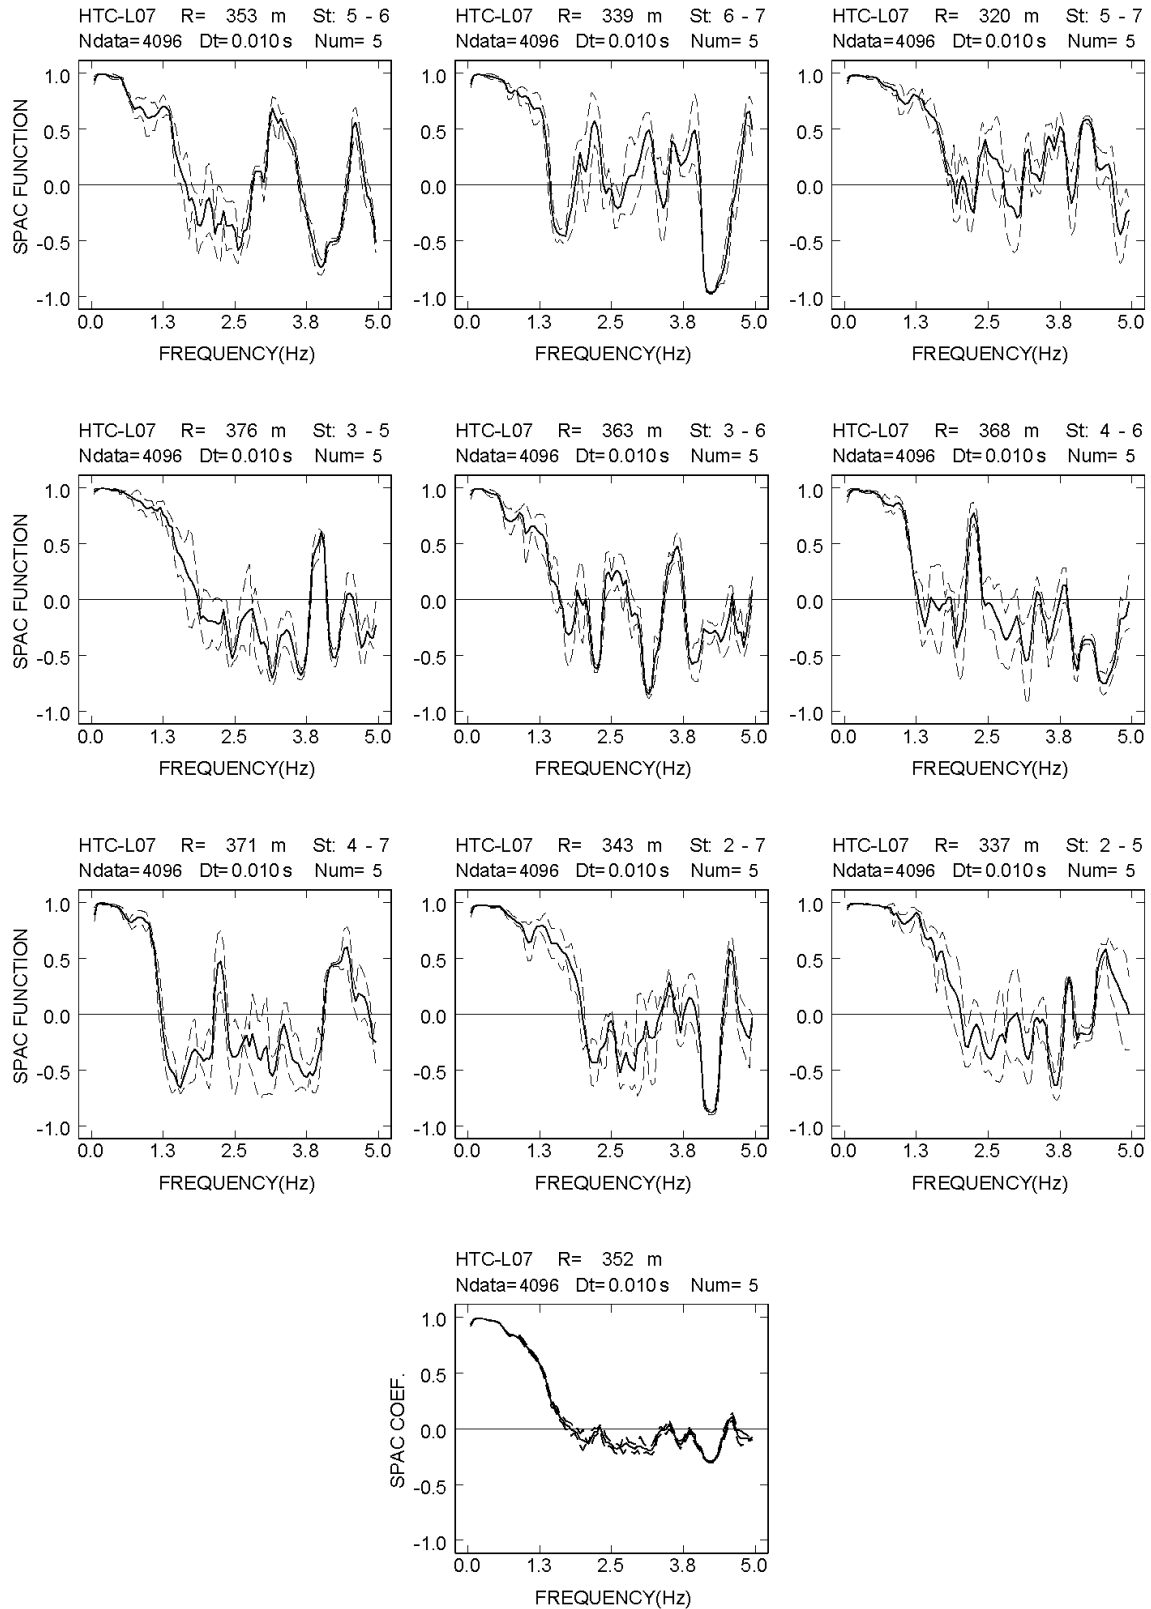 HTC-L07 R= 353 m St: 5 - 6
Ndata=4096 Dt=0.010 s Num= 5
1.0
0.5
0.0
-0.5
-1.0
SPAC FUNCTION
0.0 1.3 2.5 3.8 5.0
FREQUENCY(Hz)
HTC-L07 R= 339 m St: 6 - 7
Ndata=4096 Dt=0.010 s Num= 5
1.0
0.5
0.0
-0.5
-1.0
0.0 1.3 2.5 3.8 5.0
FREQUENCY(Hz)
HTC-L07 R= 320 m St: 5 - 7
Ndata=4096 Dt=0.010 s Num= 5
1.0
0.5
0.0
-0.5
-1.0
0.0 1.3 2.5 3.8 5.0
FREQUENCY(Hz)
HTC-L07 R= 376 m St: 3 - 5
Ndata=4096 Dt=0.010 s Num= 5
1.0
0.5
0.0
-0.5
-1.0
SPAC FUNCTION
0.0 1.3 2.5 3.8 5.0
FREQUENCY(Hz)
HTC-L07 R= 363 m St: 3 - 6
Ndata=4096 Dt=0.010 s Num= 5
1.0
0.5
0.0
-0.5
-1.0
0.0 1.3 2.5 3.8 5.0
FREQUENCY(Hz)
HTC-L07 R= 368 m St: 4 - 6
Ndata=4096 Dt=0.010 s Num= 5
1.0
0.5
0.0
-0.5
-1.0
0.0 1.3 2.5 3.8 5.0
FREQUENCY(Hz)
HTC-L07 R= 371 m St: 4 - 7
Ndata=4096 Dt=0.010 s Num= 5
1.0
0.5
0.0
-0.5
-1.0
SPAC FUNCTION
0.0 1.3 2.5 3.8 5.0
FREQUENCY(Hz)
HTC-L07 R= 343 m St: 2 - 7
Ndata=4096 Dt=0.010 s Num= 5
1.0
0.5
0.0
-0.5
-1.0
0.0 1.3 2.5 3.8 5.0
FREQUENCY(Hz)
HTC-L07 R= 337 m St: 2 - 5
Ndata=4096 Dt=0.010 s Num= 5
1.0
0.5
0.0
-0.5
-1.0
0.0 1.3 2.5 3.8 5.0
FREQUENCY(Hz)
HTC-L07 R= 352 m
Ndata=4096 Dt=0.010 s Num= 5
1.0
0.5
0.0
-0.5
-1.0
SPAC COEF.
0.0 1.3 2.5 3.8 5.0
FREQUENCY(Hz)